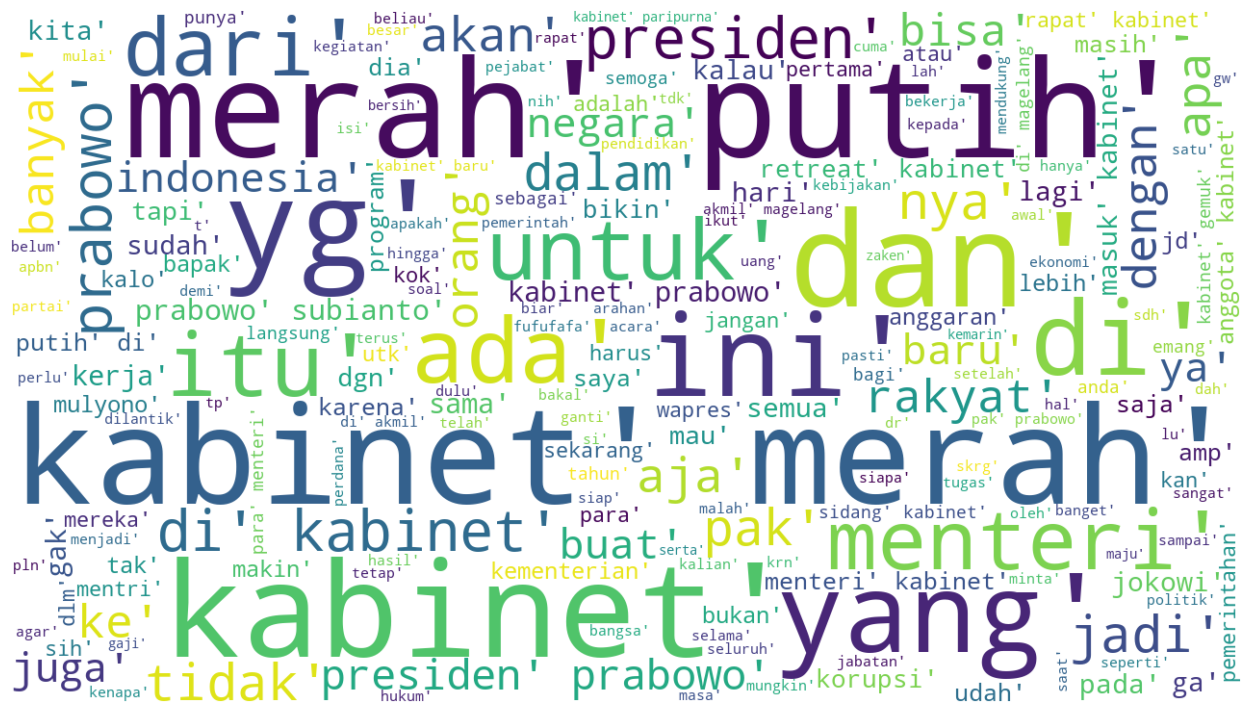 kita' punya' beliau' kabinet' paripurna' rapat' kabinet'
mulai' dari' kegiatan' besar' akan' rapat' presiden' cuma' bisa' masih'
dia' pejabat' semoga' kalau' pertama' atau' lah'
banyak' prabowo' merah' putih' bersih' nih' adalah' tdk' bekerja' mendukung' di' magelang' gw' apa'
isi' negara' pendidikan' kepada' satu'
indonesia' kabinet' baru' dalam' retreat' kabinet' hanya' dengan' masuk' kabinet'
yg' orang' sebagai' hari' kebijakan' nya' lagi'
tapi' t' program' apakah' pemerintah' bikin' akmil' magelang' ikut' dan' awal' gemuk' anggota' kabinet'
belum' sudah' hingga' untuk' uang' zaken' ekonomi' jd'
apbn' kalo' bapak' demi' kok' soal' kabinet' prabowo' lebih' kabinet'
partai' prabowo' subianto' biar' arahan' jangan' anggaran' di' sdh'
putih' di' langsung' terus' fufufafa' acara' kemarin'
itu' utk' ada' harus' ini' pasti' baru' emang'
perlu' kerja' dgn' saya' bagi' setelah' anda' ya' dah'
mulyono' tp' dulu' bakal' rakyat'
dilantik' karena' sama' ganti' wapres' semua' hal' saja'
di' akmil' telah' si' dr' pak' prabowo' lu'
kabinet' sekarang' mau' merah' amp'
para' menteri' perdana' tahun' aja' siapa' skrg' kan'
siap' tugas' sangat'
mereka' para' malah' sidang' kabinet' oleh' banget'
menjadi' gak' di' kabinet' buat' pak' menteri' sampai'
pln' tak' hasil' serta' maju'
dlm' mentri' makin' tetap' kementerian' kalian' krn' menteri' kabinet' minta' jokowi' pemerintahan'
agar' ke' kabinet' bukan' yang' politik'
sih' gaji' bangsa' selama' jadi'
juga' seluruh' jabatan' saat' seperti'
kenapa' tidak' presiden' prabowo' mungkin' korupsi' pada' ga'
hukum' masa' udah'